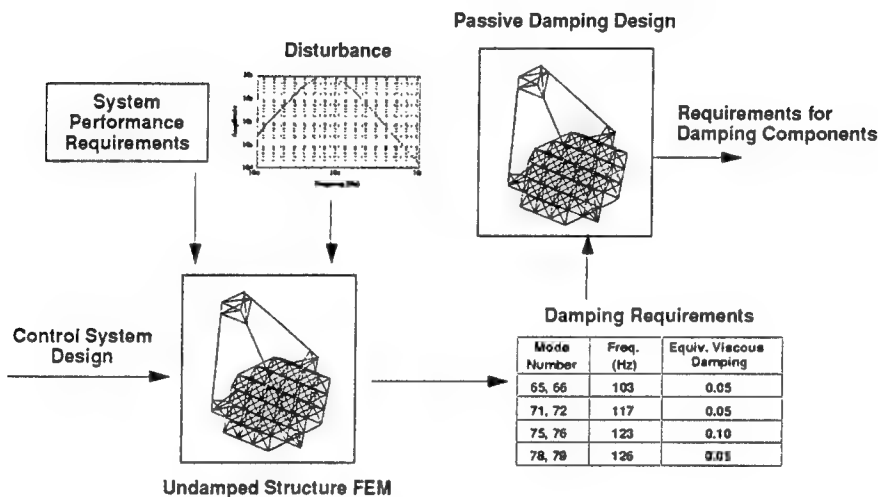 Passive Damping Design
Disturbance
System
Performance
Requirements
Requirements for
Damping Components
Control System
Design
Damping Requirements
Mode
Number
Freq.
(Hz)
Equiv. Viscous
Damping
65, 66
103
0.05
71, 72
117
0.05
75, 76
123
0.10
78, 79
126
0.05
Undamped Structure FEM